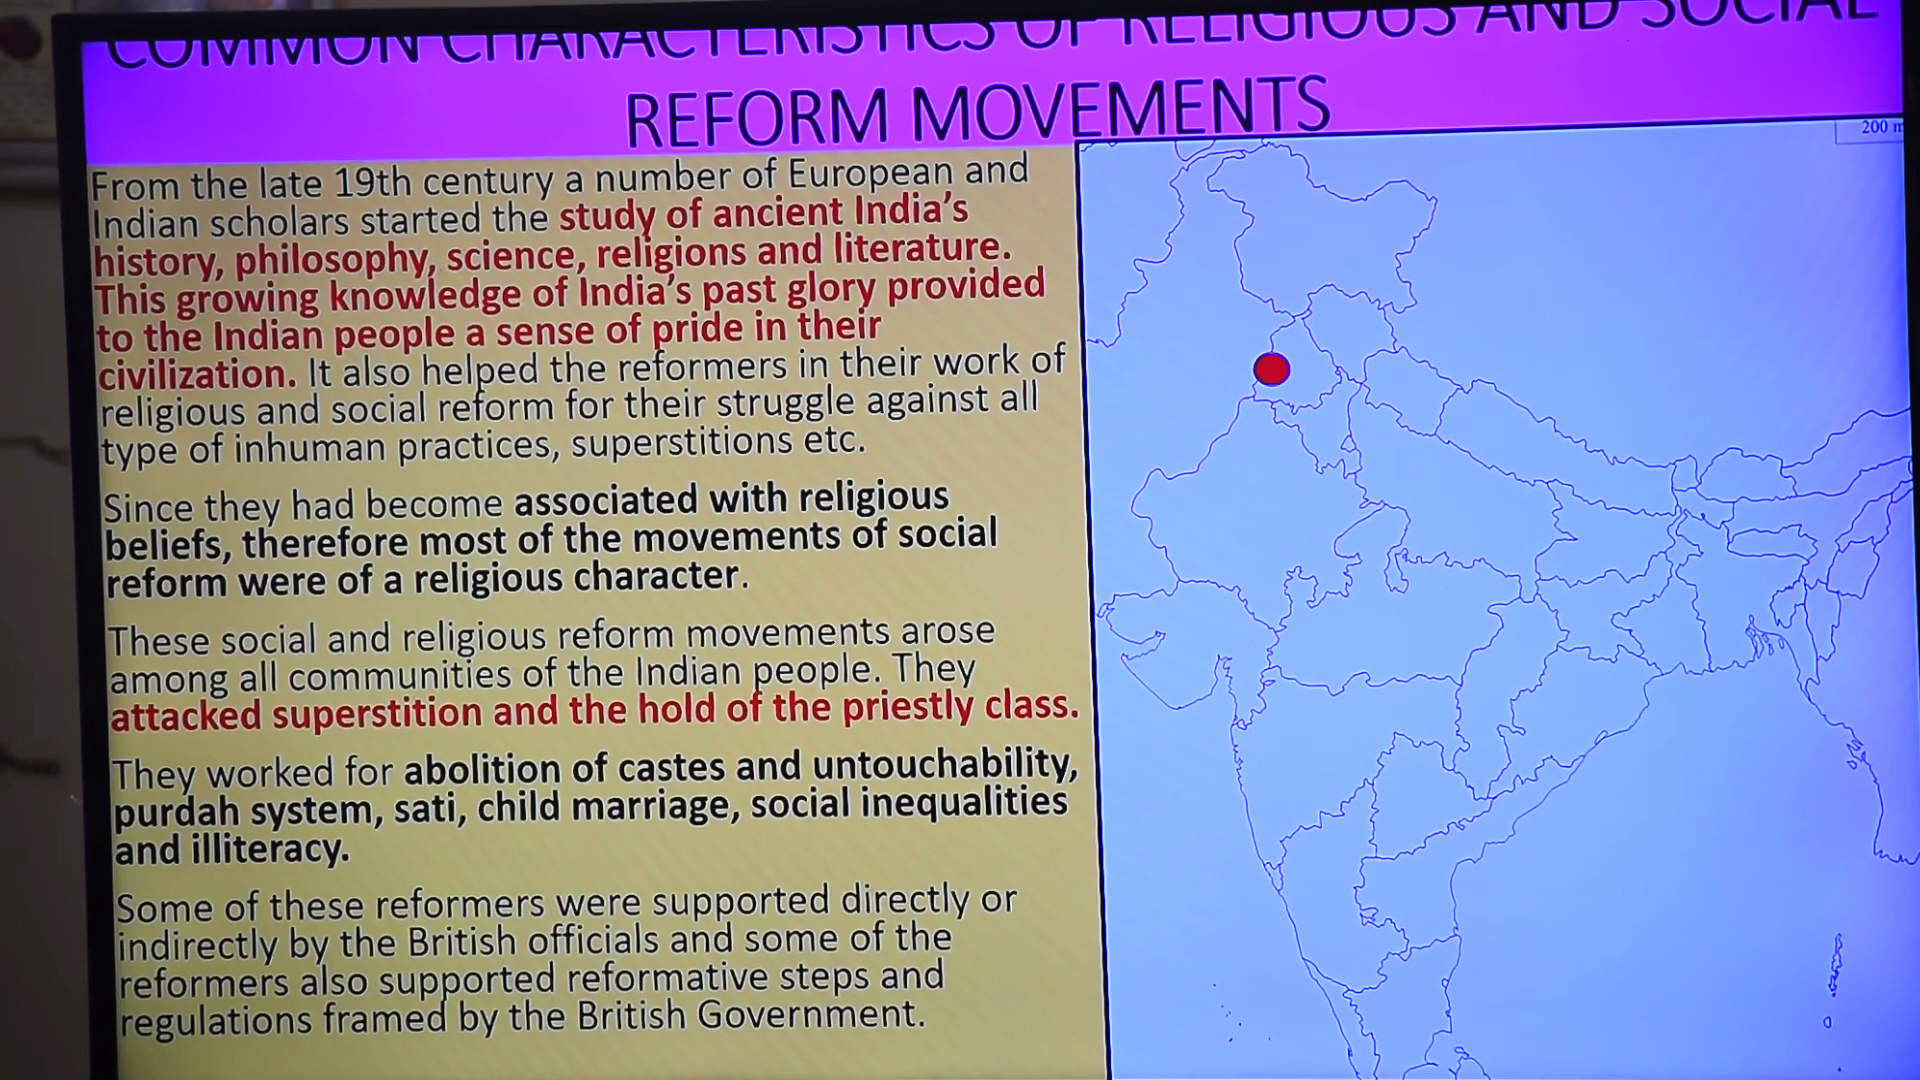 COMMON CHARACTERISTICS OF RELIGIOUS AND SOCIAL
REFORM MOVEMENTS
From the late 19th century a number of European and
Indian scholars started the study of ancient India's
history, philosophy, science, religions and literature.
This growing knowledge of India's past glory provided
to the Indian people a sense of pride in their
civilization. It also helped the reformers in their work of
religious and social reform for their struggle against all
type of inhuman practices, superstitions etc.
Since they had become associated with religious
beliefs, therefore most of the movements of social
reform were of a religious character.
These social and religious reform movements arose
among all communities of the Indian people. They
attacked superstition and the hold of the priestly class.
They worked for abolition of castes and untouchability,
purdah system, sati, child marriage, social inequalities
and illiteracy.
Some of these reformers were supported directly or
indirectly by the British officials and some of the
reformers also supported reformative steps and
regulations framed by the British Government.
200